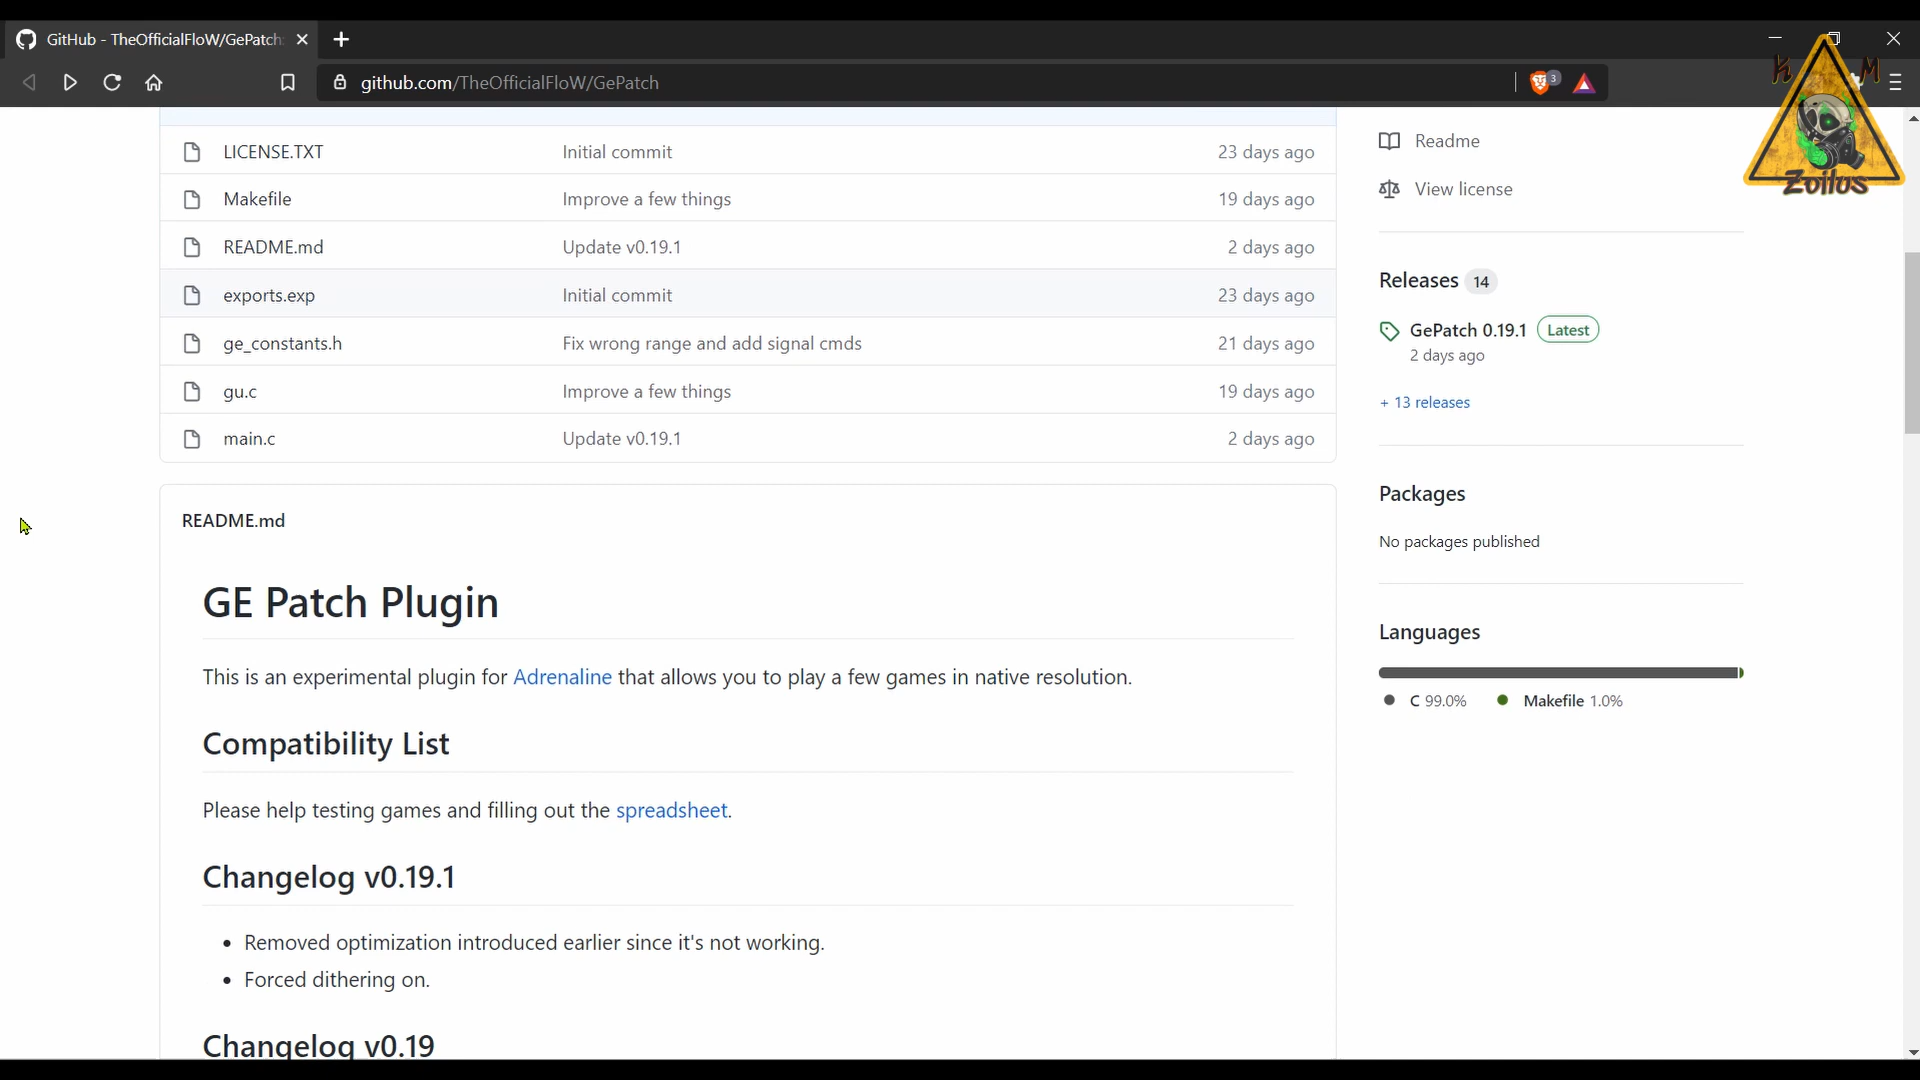 GitHub - TheOfficialFloW/GePatch:
github.com/TheOfficialFloW/GePatch
3
K M
Zoilus
LICENSE.TXT Initial commit 23 days ago
Makefile Improve a few things 19 days ago
README.md Update v0.19.1 2 days ago
exports.exp Initial commit 23 days ago
ge_constants.h Fix wrong range and add signal cmds 21 days ago
gu.c Improve a few things 19 days ago
main.c Update v0.19.1 2 days ago
README.md
GE Patch Plugin
This is an experimental plugin for Adrenaline that allows you to play a few games in native resolution.
Compatibility List
Please help testing games and filling out the spreadsheet.
Changelog v0.19.1
• Removed optimization introduced earlier since it's not working.
• Forced dithering on.
Changelog v0.19
Readme
View license
Releases 14
GePatch 0.19.1 Latest
2 days ago
+ 13 releases
Packages
No packages published
Languages
C 99.0% Makefile 1.0%